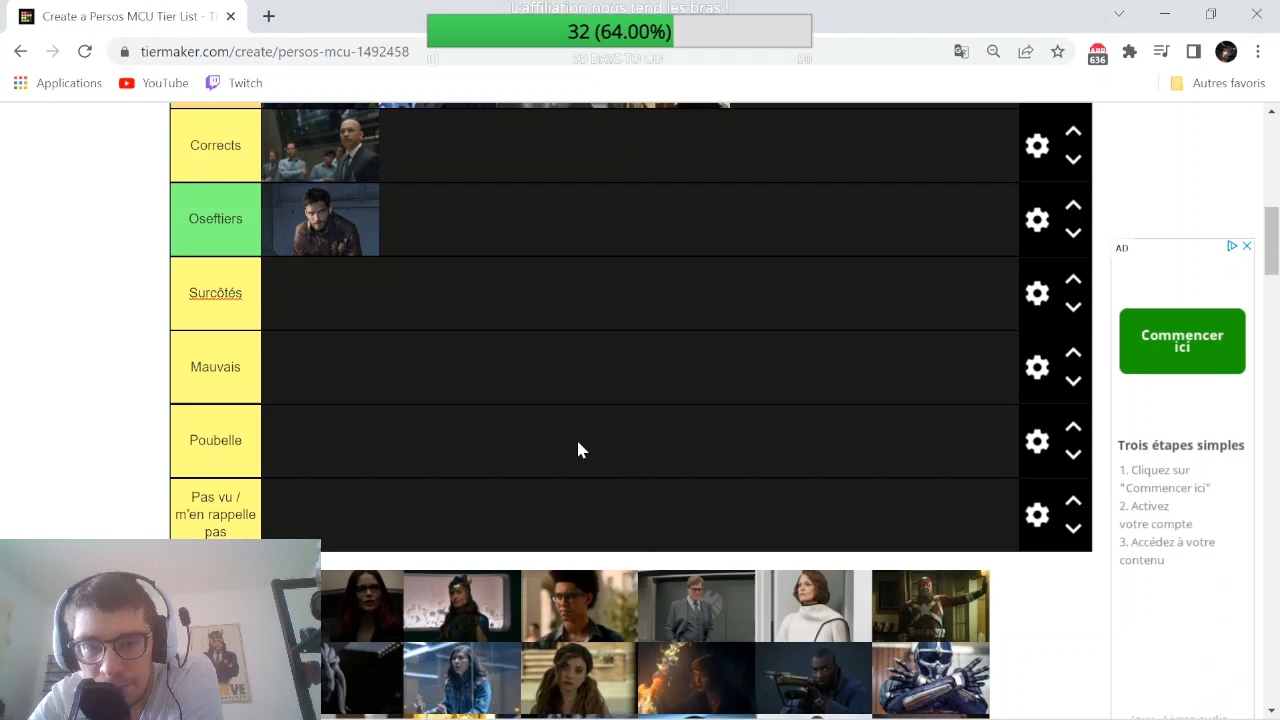 L'affiliation nous tend les bras !
Persos MCU Tier List - Ti
32 (64.00%)
tiermaker.com/create/persos-mcu-1492458
636
Applications
YouTube
Twitch
Autres favoris
Corrects
Oseftiers
Surcôtés
Mauvais
Poubelle
Pas vu /
m'en rappelle
pas
AD
Commencer
ici
Trois étapes simples
1. Cliquez sur
"Commencer ici"
2. Activez
votre compte
3. Accédez à votre
contenu